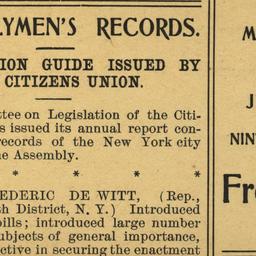 LYMEN'S RECORDS.
ION GUIDE ISSUED BY
CITIZENS UNION.
ttee on Legislation of the Citi-
s issued its annual report con-
records of the New York city
e Assembly.
* * * *
EDERIC DE WITT, (Rep.,
th District, N. Y.) Introduced
bills; introduced large number
ubjects of general importance,
ective in securing the enactment
M
J
NIN
Fr